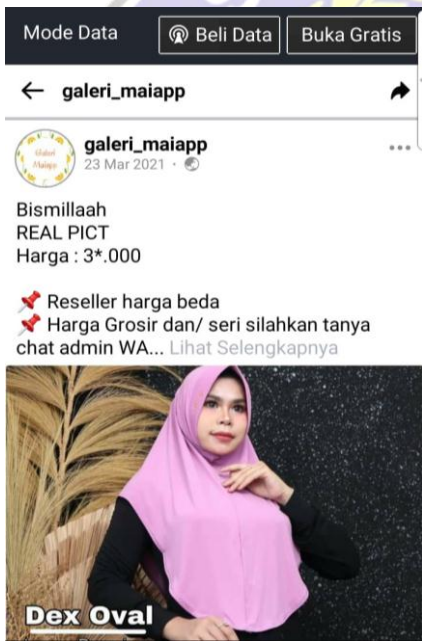 Mode Data
Beli Data
Buka Gratis
galeri_maiapp
galeri_maiapp
23 Mar 2021 ·
Bismillaah
REAL PICT
Harga : 3*.000
Reseller harga beda
Harga Grosir dan/ seri silahkan tanya
chat admin WA... Lihat Selengkapnya
Dex Oval